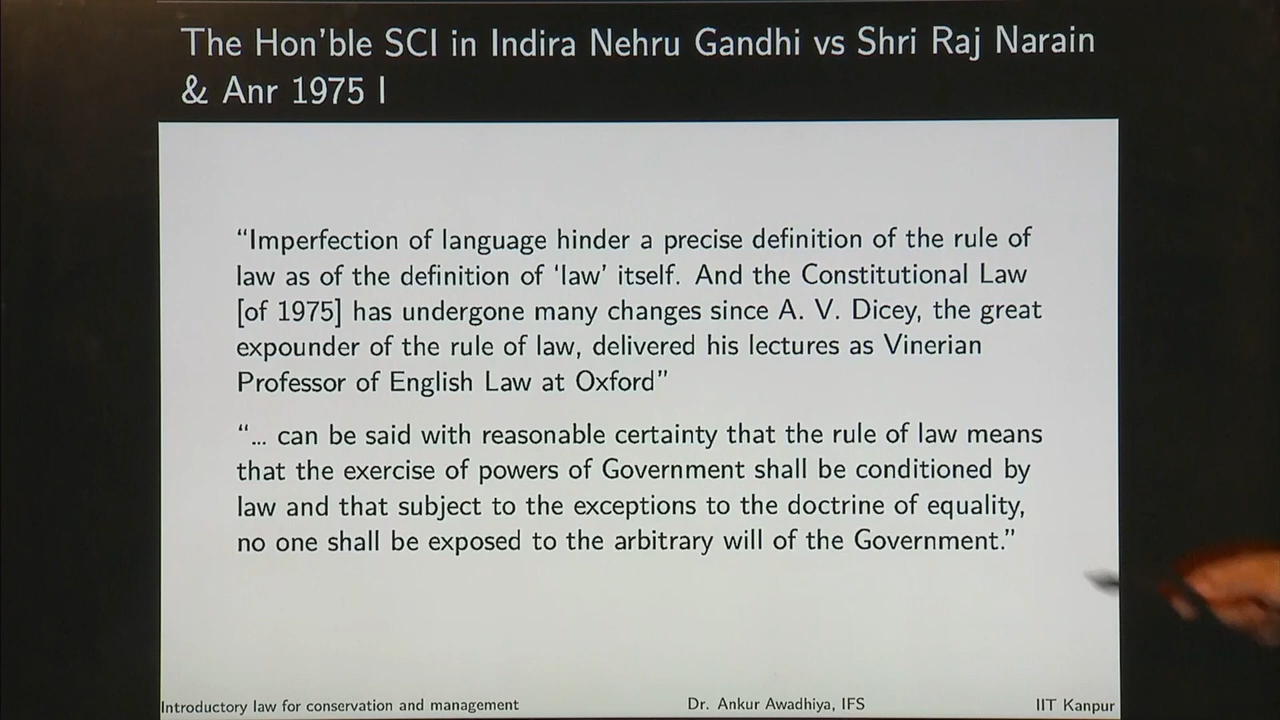 The Hon'ble SCI in Indira Nehru Gandhi vs Shri Raj Narain
& Anr 1975 I
“Imperfection of language hinder a precise definition of the rule of
law as of the definition of ‘law’ itself. And the Constitutional Law
[of 1975] has undergone many changes since A. V. Dicey, the great
expounder of the rule of law, delivered his lectures as Vinerian
Professor of English Law at Oxford”
“... can be said with reasonable certainty that the rule of law means
that the exercise of powers of Government shall be conditioned by
law and that subject to the exceptions to the doctrine of equality,
no one shall be exposed to the arbitrary will of the Government.”
Introductory law for conservation and management Dr. Ankur Awadhiya, IFS IIT Kanpur